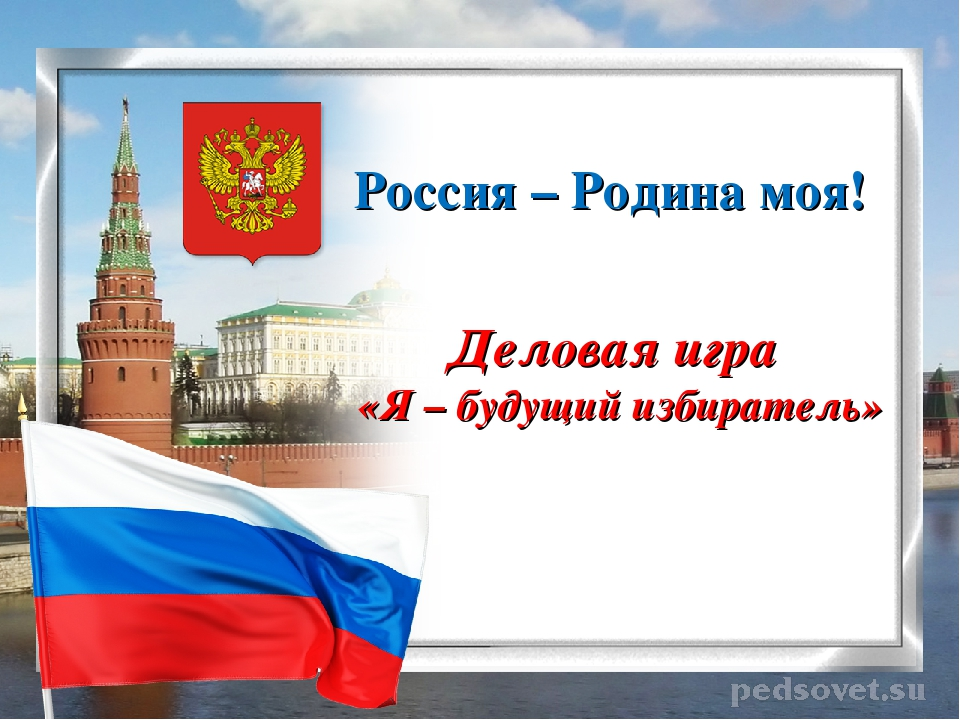 Россия – Родина моя!
Деловая игра
«Я – будущий избиратель»
pedsovet.su